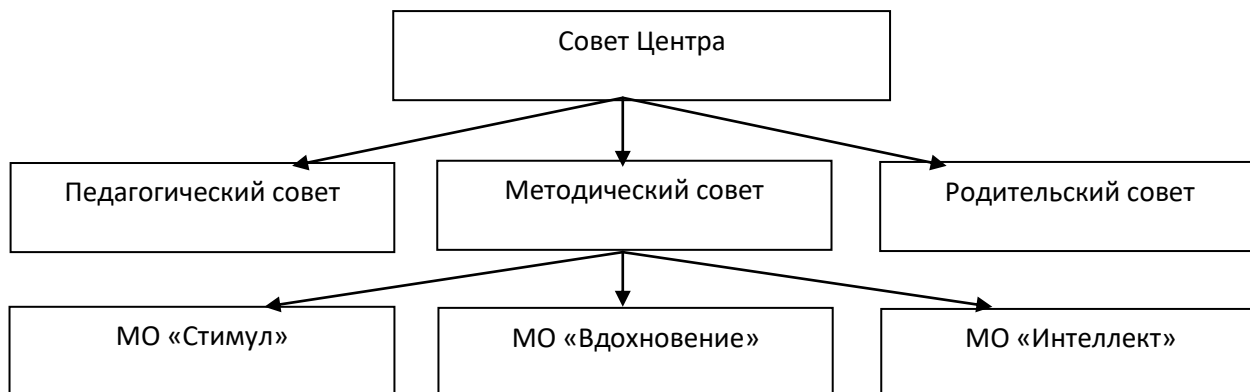 Совет Центра
Педагогический совет
Методический совет
Родительский совет
МО «Стимул»
МО «Вдохновение»
МО «Интеллект»